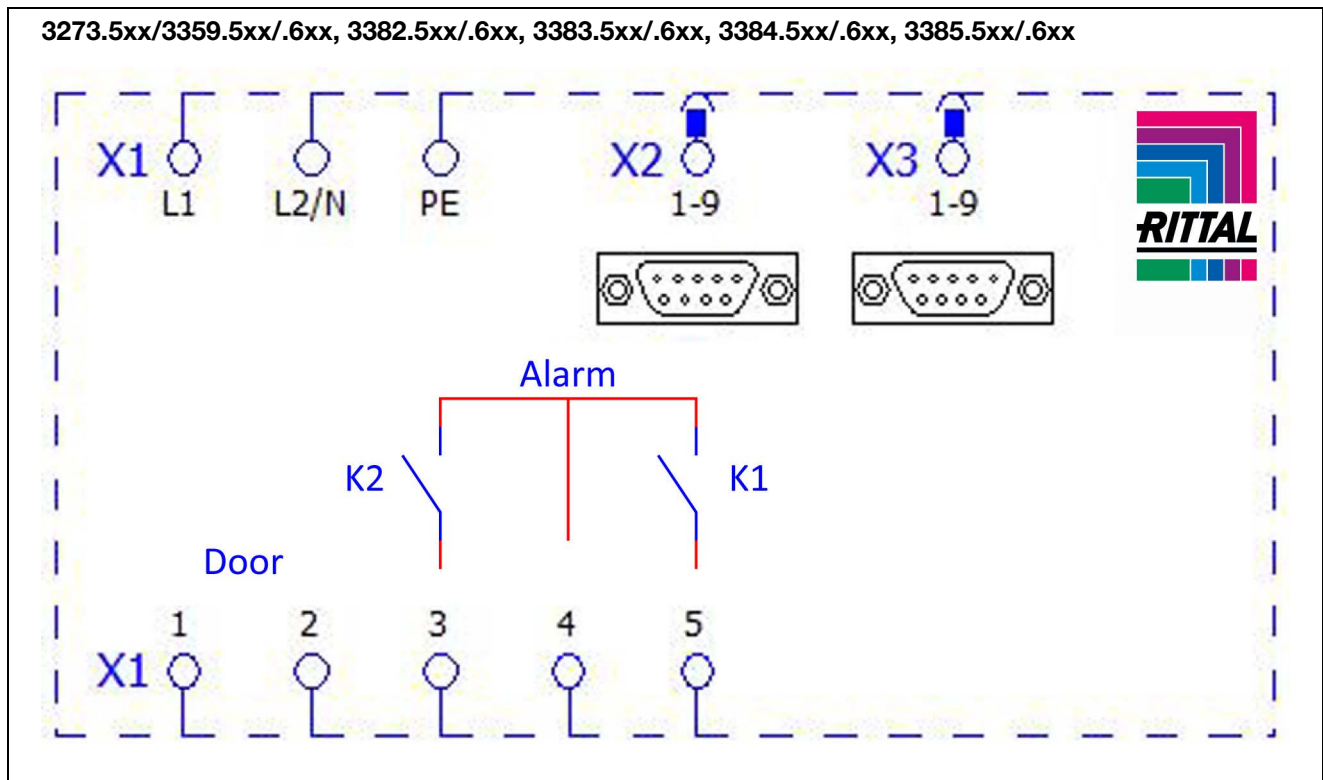 3273.5xx/3359.5xx/.6xx, 3382.5xx/.6xx, 3383.5xx/.6xx, 3384.5xx/.6xx, 3385.5xx/.6xx
X1 X2 X3
L1 L2/N PE 1-9 1-9
RITTAL
Alarm
K2 K1
Door
1 2 3 4 5
X1